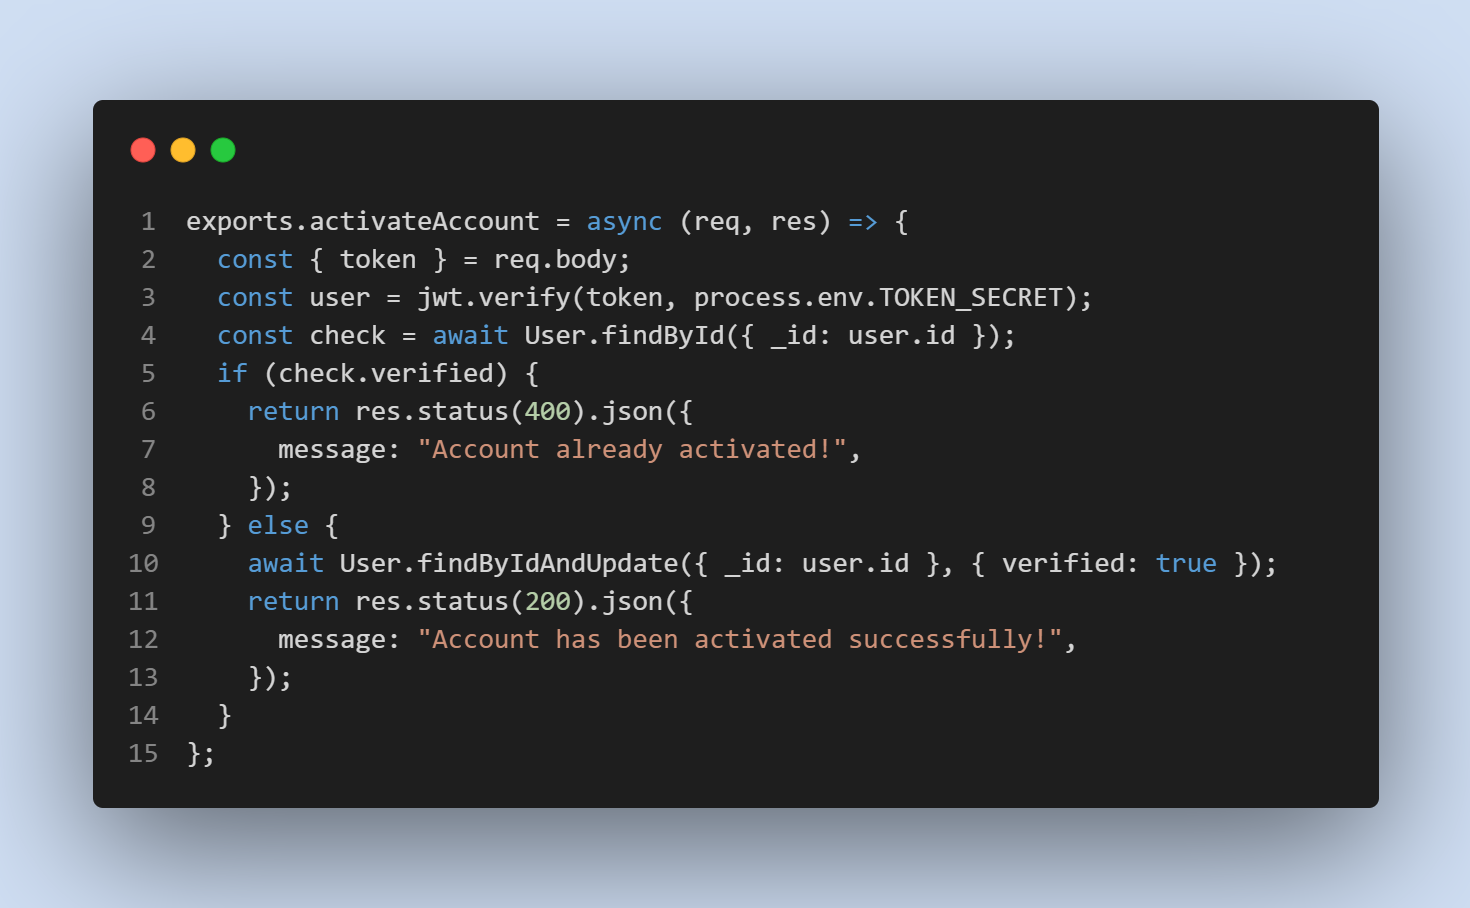 1 exports.activateAccount = async (req, res) => {
2   const { token } = req.body;
3   const user = jwt.verify(token, process.env.TOKEN_SECRET);
4   const check = await User.findById({ _id: user.id });
5   if (check.verified) {
6     return res.status(400).json({
7       message: "Account already activated!",
8     });
9   } else {
10     await User.findByIdAndUpdate({ _id: user.id }, { verified: true });
11     return res.status(200).json({
12       message: "Account has been activated successfully!",
13     });
14   }
15 };